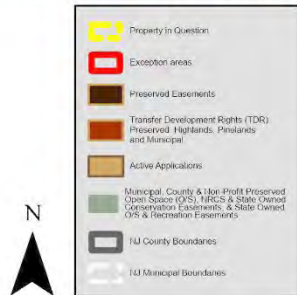 Property in Question
Exception areas
Preserved Easements
Transfer Development Rights (TDR)
Preserved Highlands, Pinelands
and Municipal
Active Applications
Municipal, County & Non-Profit Preserved
Open Space (O/S), NRCS & State Owned
Conservation Easements, & State Owned
O/S & Recreation Easements
N
NJ County Boundaries
NJ Municipal Boundaries